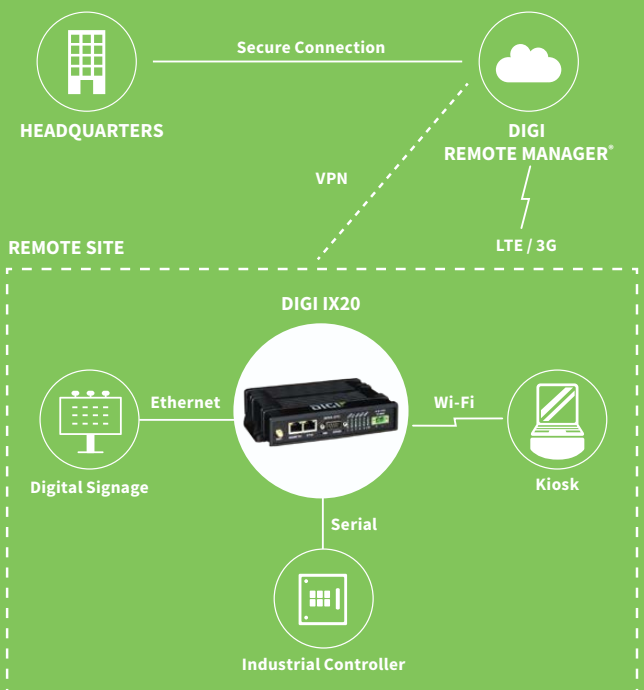 Secure Connection
HEADQUARTERS
DIGI
REMOTE MANAGER®
VPN
LTE / 3G
REMOTE SITE
DIGI IX20
DIGI
Ethernet
Wi-Fi
Digital Signage
Kiosk
Serial
Industrial Controller